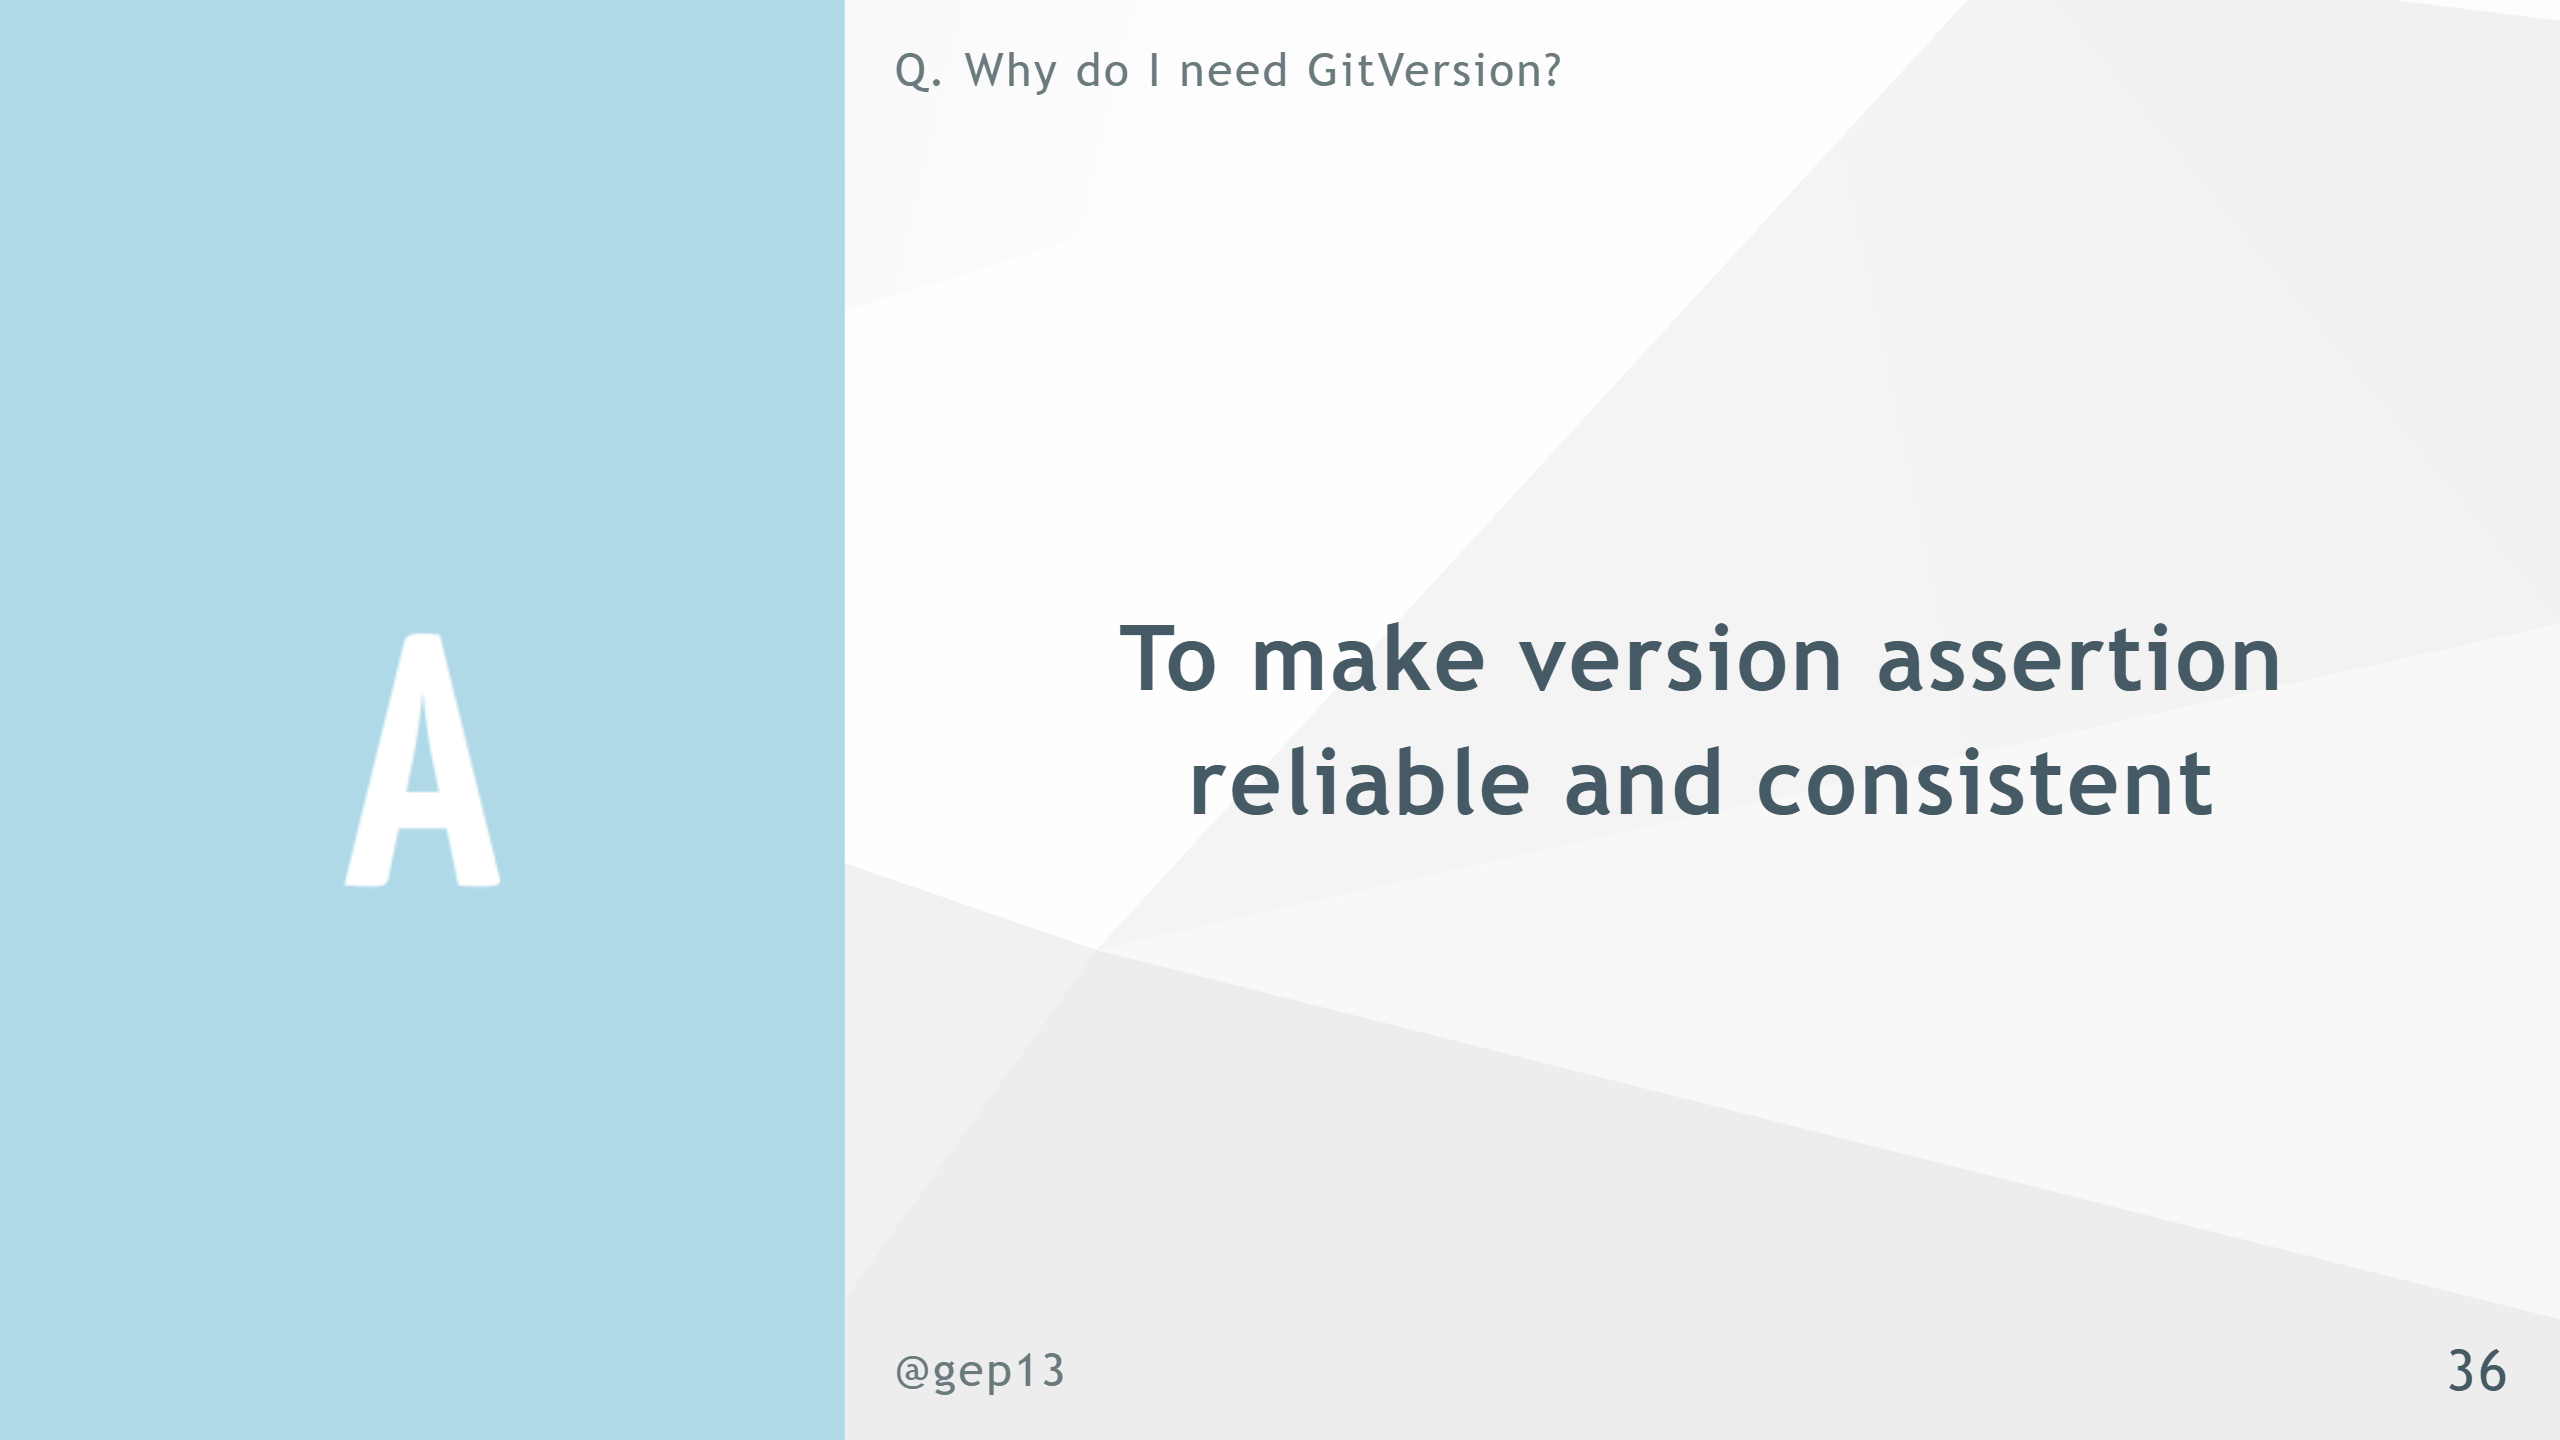 Q. Why do I need GitVersion?
A
To make version assertion
reliable and consistent
@gep13
36